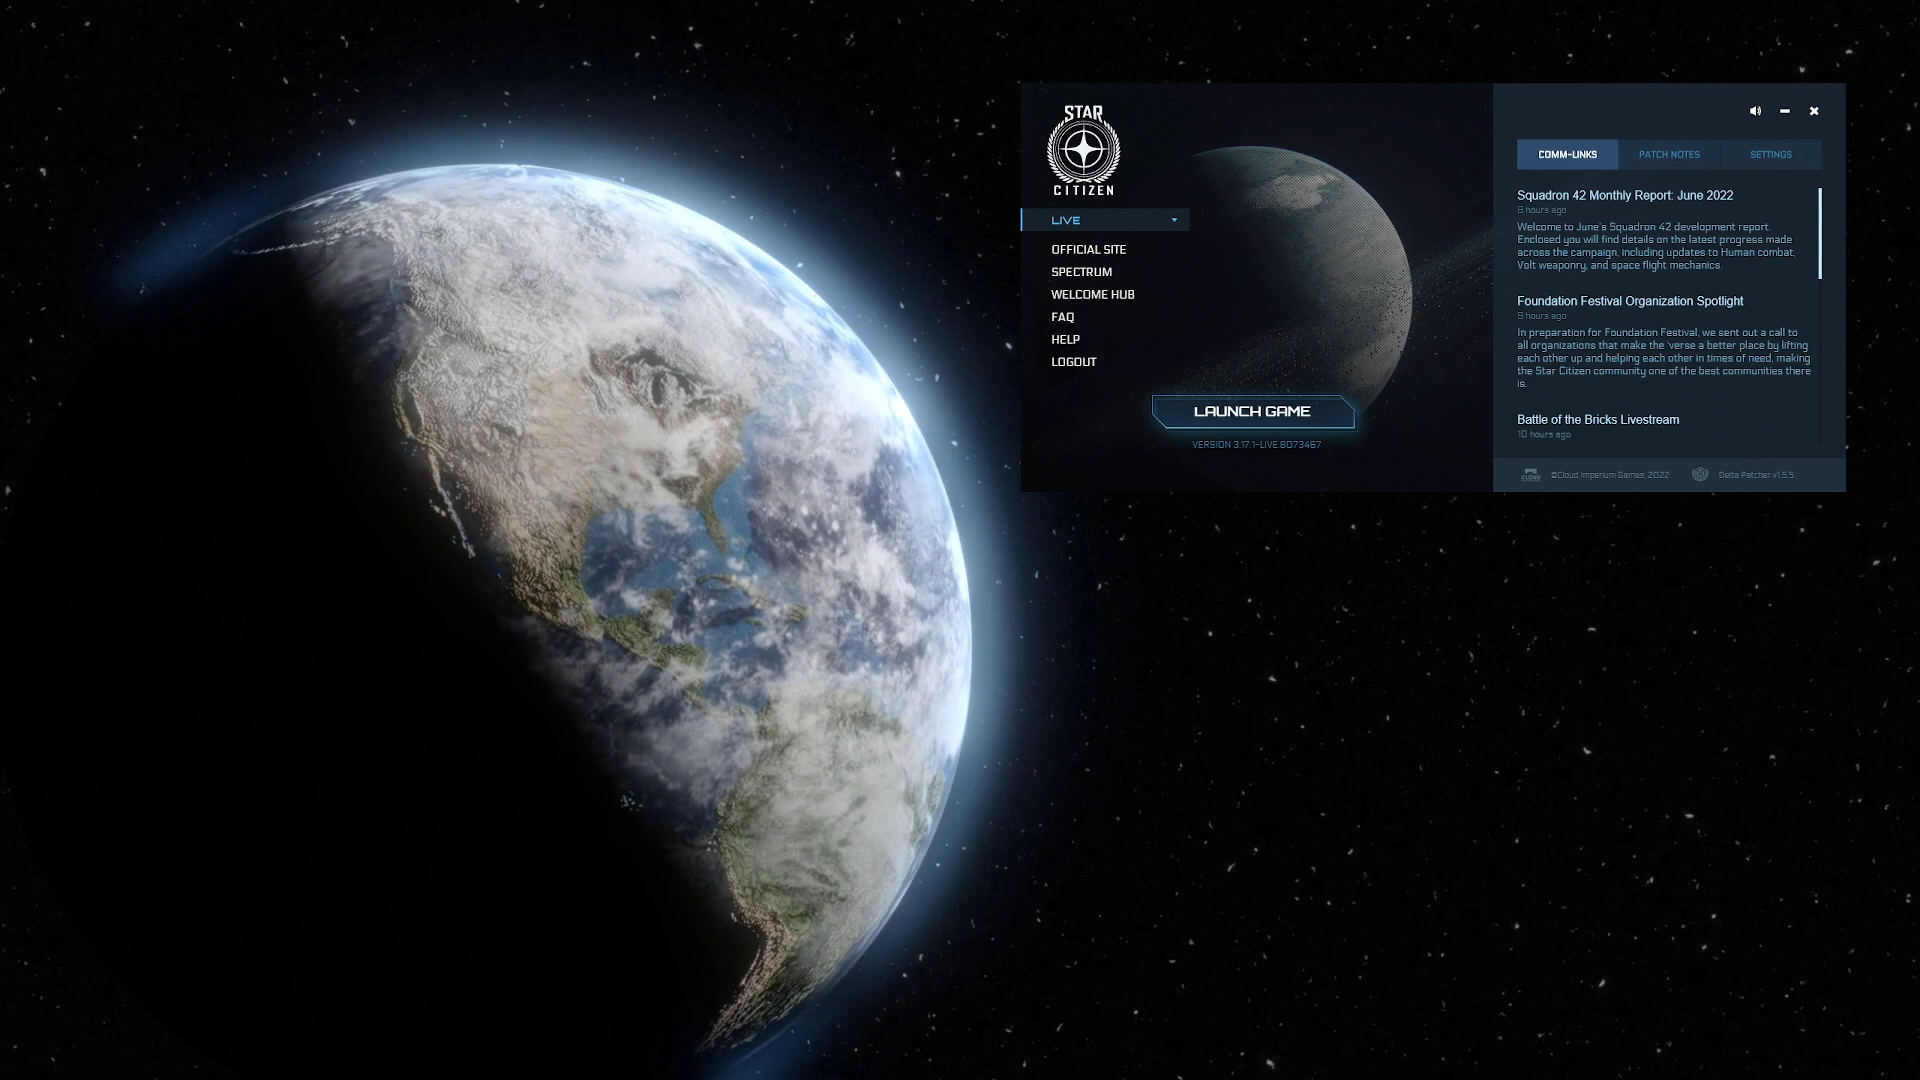 STAR
CITIZEN
LIVE
OFFICIAL SITE
SPECTRUM
WELCOME HUB
FAQ
HELP
LOGOUT
LAUNCH GAME
VERSION 3.17.1-LIVE.8073467
COMM-LINKS PATCH NOTES SETTINGS
Squadron 42 Monthly Report: June 2022
8 hours ago
Welcome to June's Squadron 42 development report.
Enclosed you will find details on the latest progress made
across the campaign, including updates to Human combat,
Volt weaponry, and space flight mechanics.
Foundation Festival Organization Spotlight
9 hours ago
In preparation for Foundation Festival, we sent out a call to
all organizations that make the 'verse a better place by lifting
each other up and helping each other in times of need, making
the Star Citizen community one of the best communities there
is.
Battle of the Bricks Livestream
10 hours ago
CLOUD ©Cloud Imperium Games, 2022 Delta Patcher v1.5.5